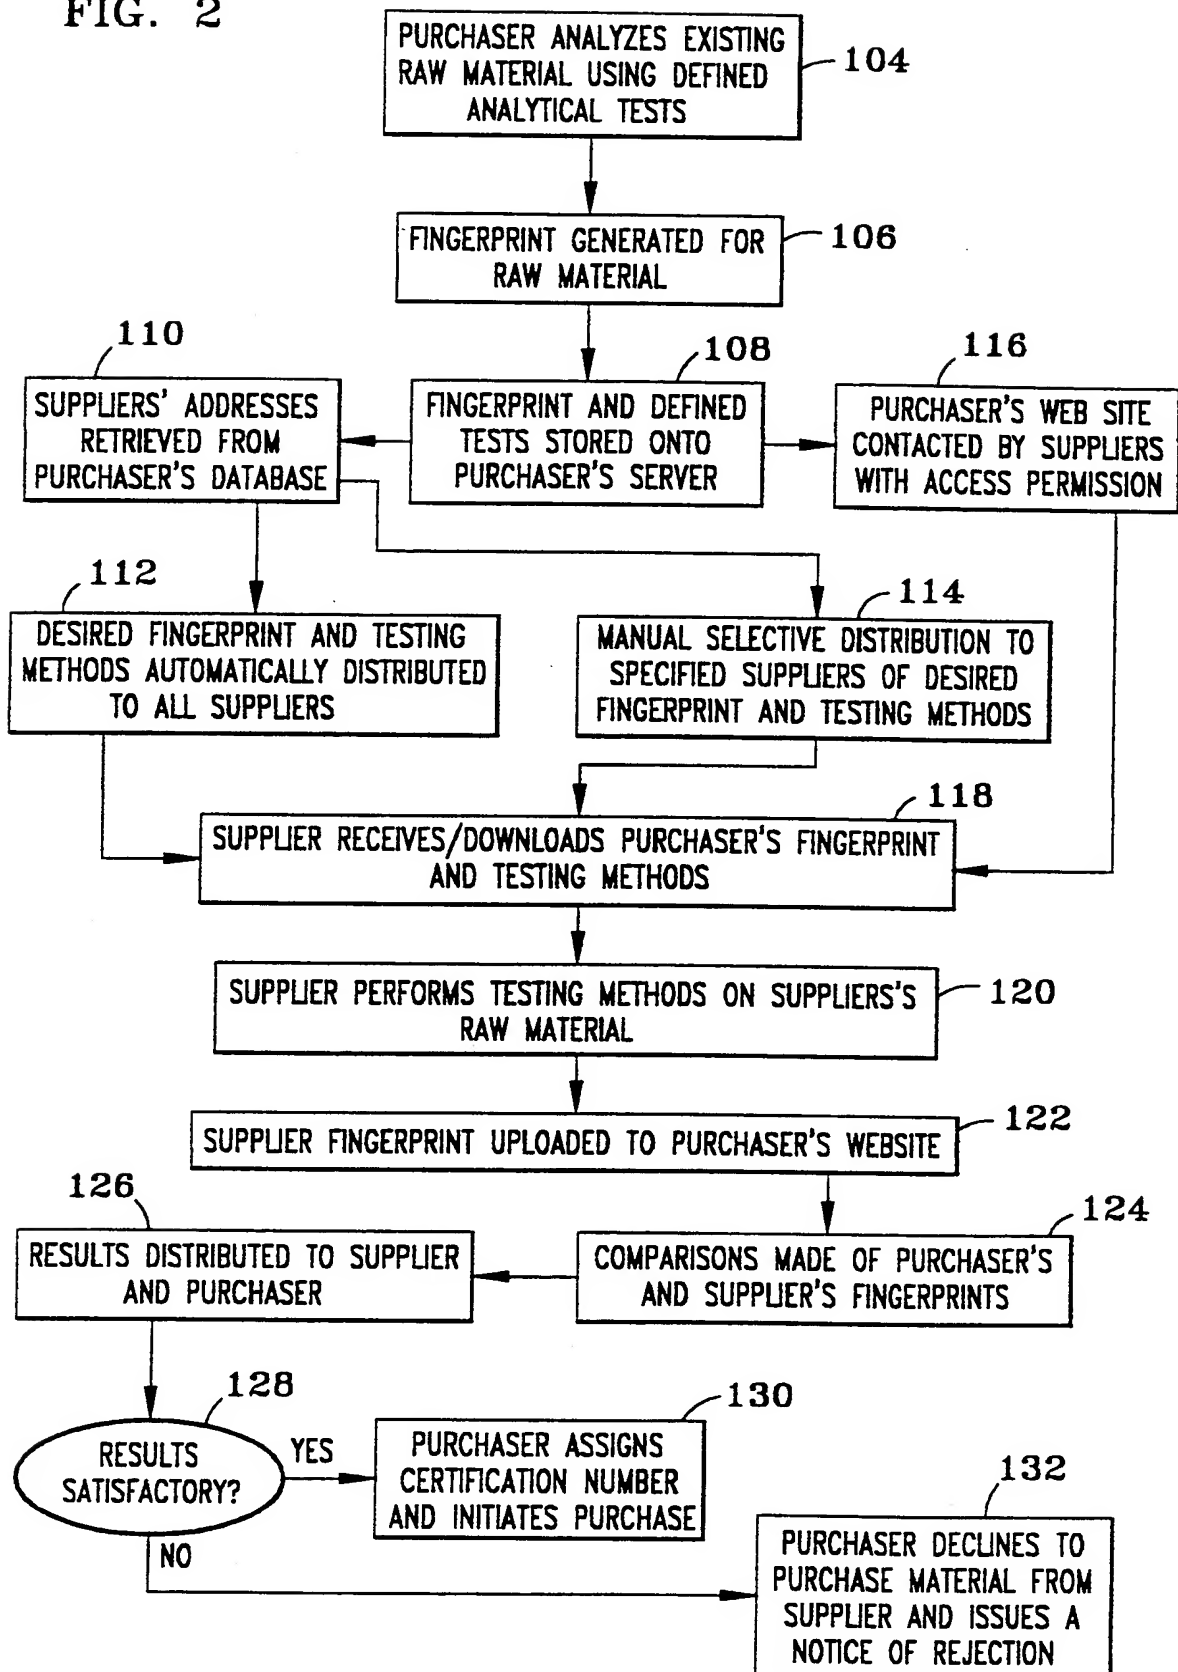 FIG. 2
PURCHASER ANALYZES EXISTING
RAW MATERIAL USING DEFINED
ANALYTICAL TESTS
104
FINGERPRINT GENERATED FOR
RAW MATERIAL
106
110
SUPPLIERS' ADDRESSES
RETRIEVED FROM
PURCHASER'S DATABASE
108
FINGERPRINT AND DEFINED
TESTS STORED ONTO
PURCHASER'S SERVER
116
PURCHASER'S WEB SITE
CONTACTED BY SUPPLIERS
WITH ACCESS PERMISSION
112
DESIRED FINGERPRINT AND TESTING
METHODS AUTOMATICALLY DISTRIBUTED
TO ALL SUPPLIERS
114
MANUAL SELECTIVE DISTRIBUTION TO
SPECIFIED SUPPLIERS OF DESIRED
FINGERPRINT AND TESTING METHODS
118
SUPPLIER RECEIVES/DOWNLOADS PURCHASER'S FINGERPRINT
AND TESTING METHODS
SUPPLIER PERFORMS TESTING METHODS ON SUPPLIERS'S
RAW MATERIAL
120
SUPPLIER FINGERPRINT UPLOADED TO PURCHASER'S WEBSITE
122
126
RESULTS DISTRIBUTED TO SUPPLIER
AND PURCHASER
124
COMPARISONS MADE OF PURCHASER'S
AND SUPPLIER'S FINGERPRINTS
128
RESULTS
SATISFACTORY?
YES
NO
130
PURCHASER ASSIGNS
CERTIFICATION NUMBER
AND INITIATES PURCHASE
132
PURCHASER DECLINES TO
PURCHASE MATERIAL FROM
SUPPLIER AND ISSUES A
NOTICE OF REJECTION